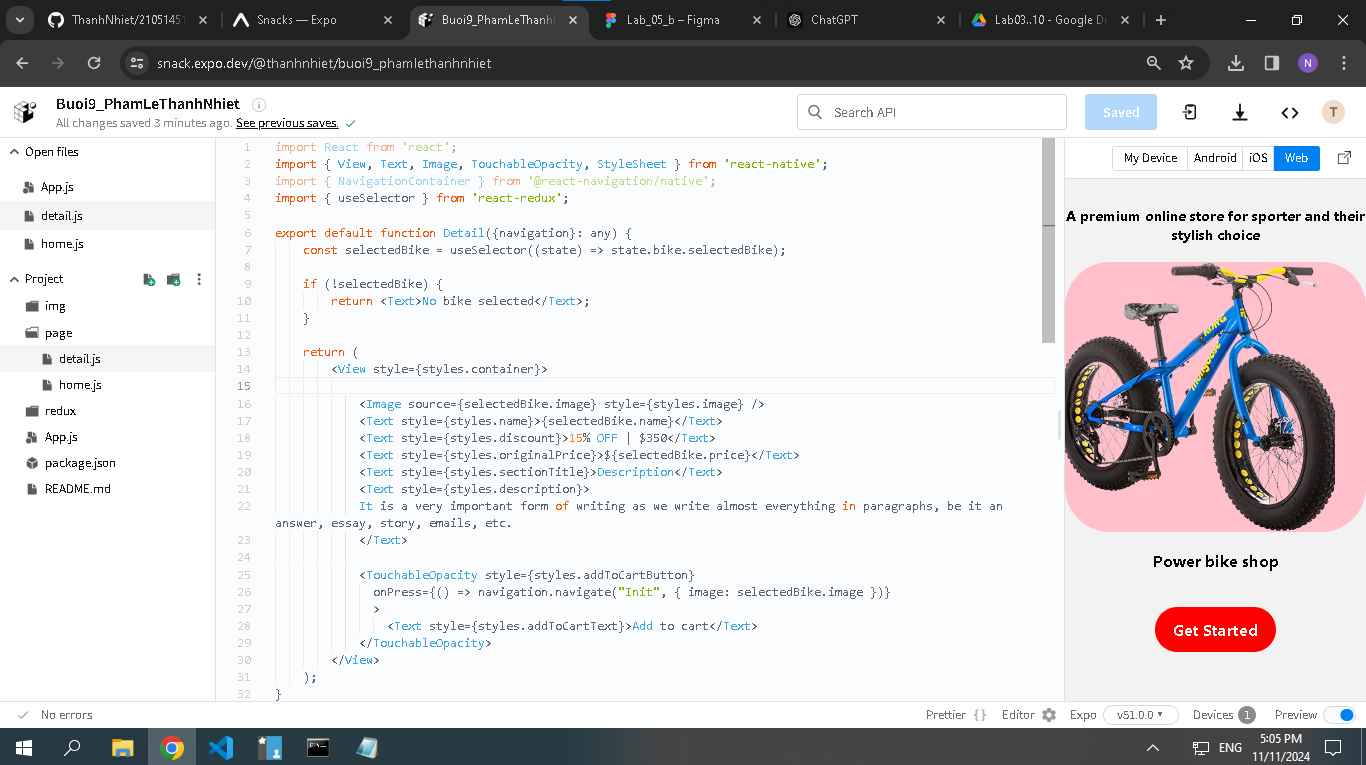 ThanhNhiet/21051451
Snacks — Expo
Buoi9_PhamLeThanhN
Lab_05_b – Figma
ChatGPT
Lab03..10 - Google Dr
snack.expo.dev/@thanhnhiet/buoi9_phamlethanhnhiet
N
Buoi9_PhamLeThanhNhiet
All changes saved 3 minutes ago. See previous saves.
Search API
Saved
T
Open files
App.js
detail.js
home.js
Project
img
page
detail.js
home.js
redux
App.js
package.json
README.md
1 import React from 'react';
2 import { View, Text, Image, TouchableOpacity, StyleSheet } from 'react-native';
3 import { NavigationContainer } from '@react-navigation/native';
4 import { useSelector } from 'react-redux';
5
6 export default function Detail({navigation}: any) {
7 const selectedBike = useSelector((state) => state.bike.selectedBike);
8
9 if (!selectedBike) {
10 return <Text>No bike selected</Text>;
11 }
12
13 return (
14 <View style={styles.container}>
15
16 <Image source={selectedBike.image} style={styles.image} />
17 <Text style={styles.name}>{selectedBike.name}</Text>
18 <Text style={styles.discount}>15% OFF | $350</Text>
19 <Text style={styles.originalPrice}>${selectedBike.price}</Text>
20 <Text style={styles.sectionTitle}>Description</Text>
21 <Text style={styles.description}>
22 It is a very important form of writing as we write almost everything in paragraphs, be it an
answer, essay, story, emails, etc.
23 </Text>
24
25 <TouchableOpacity style={styles.addToCartButton}
26 onPress={() => navigation.navigate("Init", { image: selectedBike.image })}
27 >
28 <Text style={styles.addToCartText}>Add to cart</Text>
29 </TouchableOpacity>
30 </View>
31 );
32 }
My Device
Android
iOS
Web
A premium online store for sporter and their
stylish choice
mongoose
Power bike shop
Get Started
No errors
Prettier { }
Editor
Expo
v51.0.0
Devices 1
Preview
ENG
5:05 PM
11/11/2024